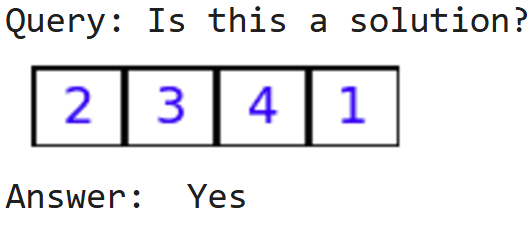 Query: Is this a solution?
2 3 4 1
Answer: Yes